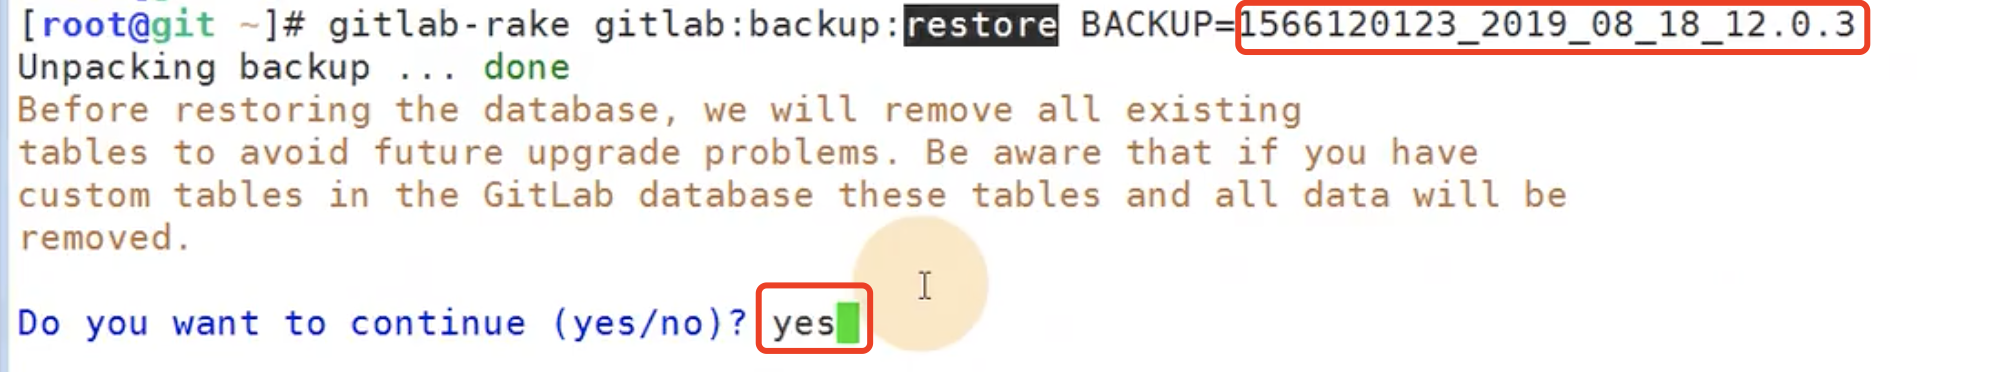 [root@git ~]# gitlab-rake gitlab:backup:restore BACKUP=1566120123_2019_08_18_12.0.3
Unpacking backup ... done
Before restoring the database, we will remove all existing
tables to avoid future upgrade problems. Be aware that if you have
custom tables in the GitLab database these tables and all data will be
removed.
Do you want to continue (yes/no)? yes